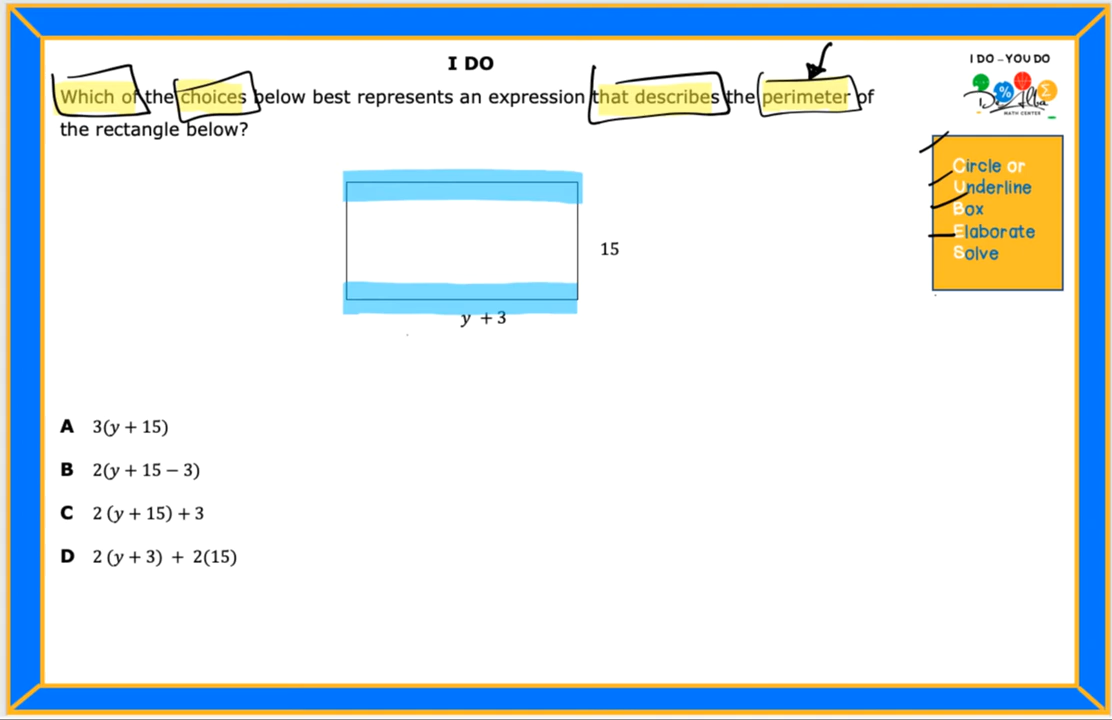 I DO
Which of the choices below best represents an expression that describes the perimeter of
the rectangle below?
I DO – YOU DO
%
Σ
MATH CENTER
Circle or
Underline
Box
Elaborate
Solve
15
y + 3
A 3(y + 15)
B 2(y + 15 − 3)
C 2 (y + 15) + 3
D 2 (y + 3) + 2(15)